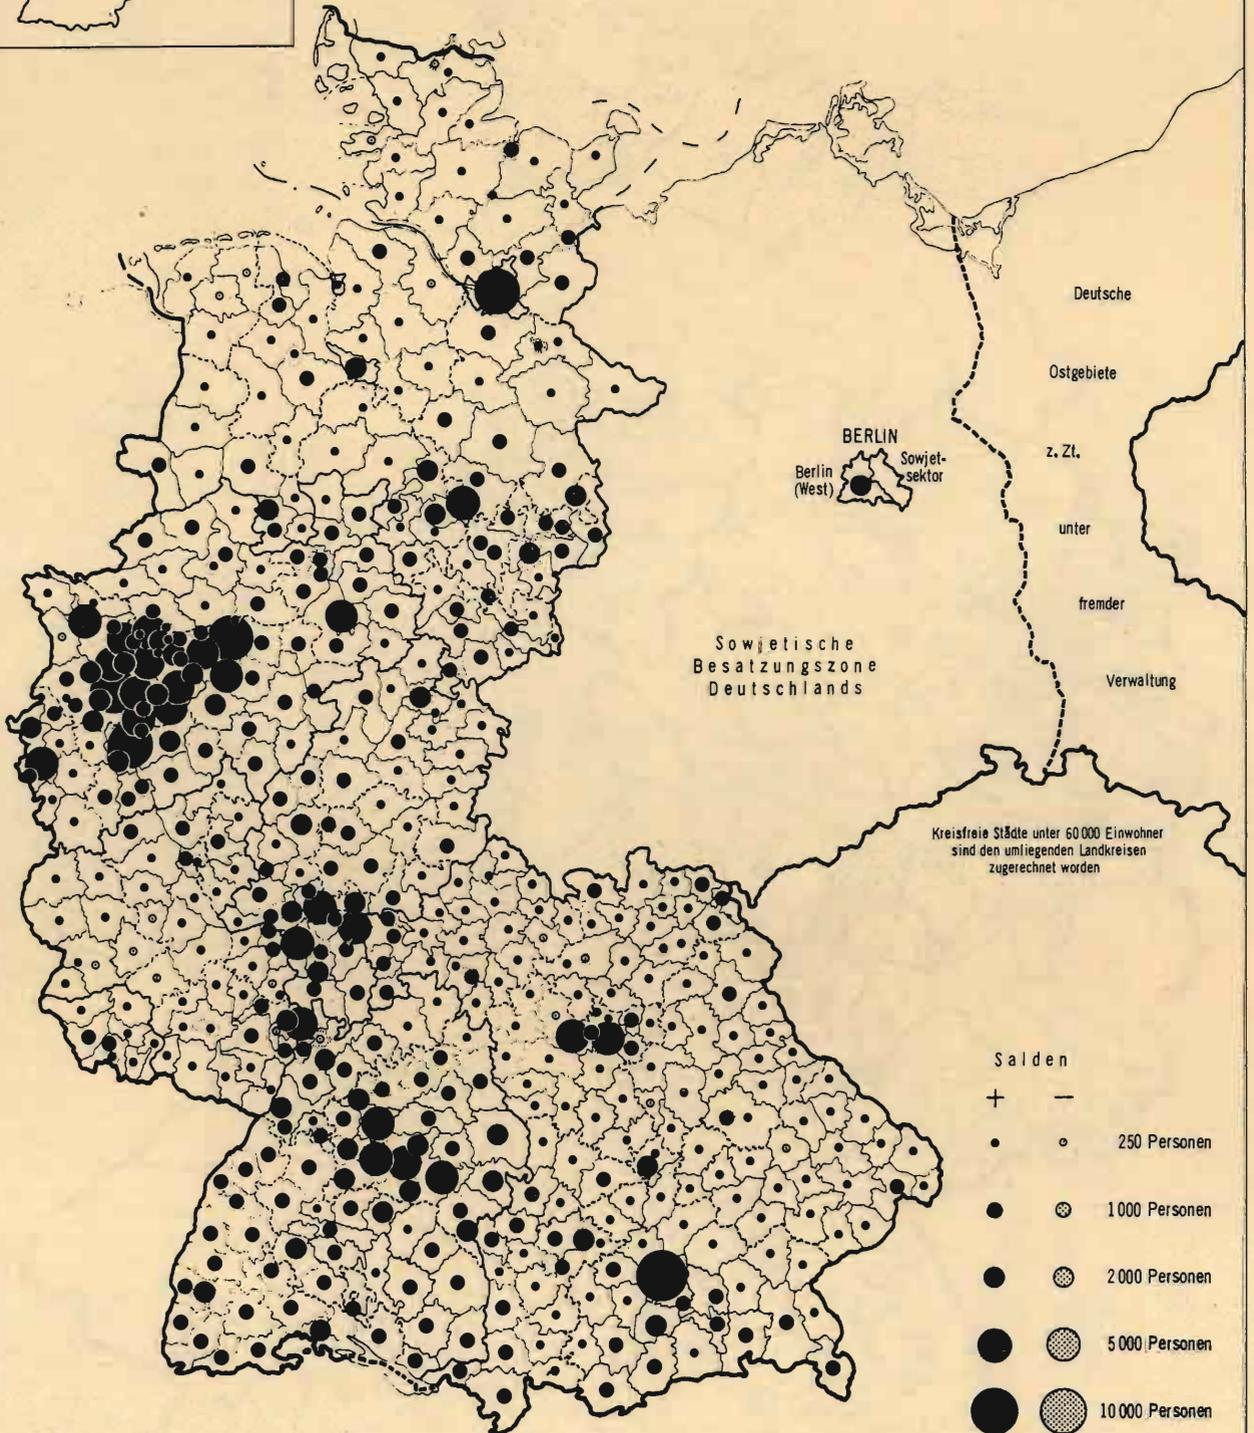 Deutsche
Ostgebiete
z. Zt.
unter
fremder
Verwaltung
BERLIN
Berlin
(West)
Sowjet-
sektor
Sowjetische
Besatzungszone
Deutschlands
Kreisfreie Städte unter 60 000 Einwohner
sind den umliegenden Landkreisen
zugerechnet worden
Salden
+ —
250 Personen
1000 Personen
2 000 Personen
5 000 Personen
10 000 Personen